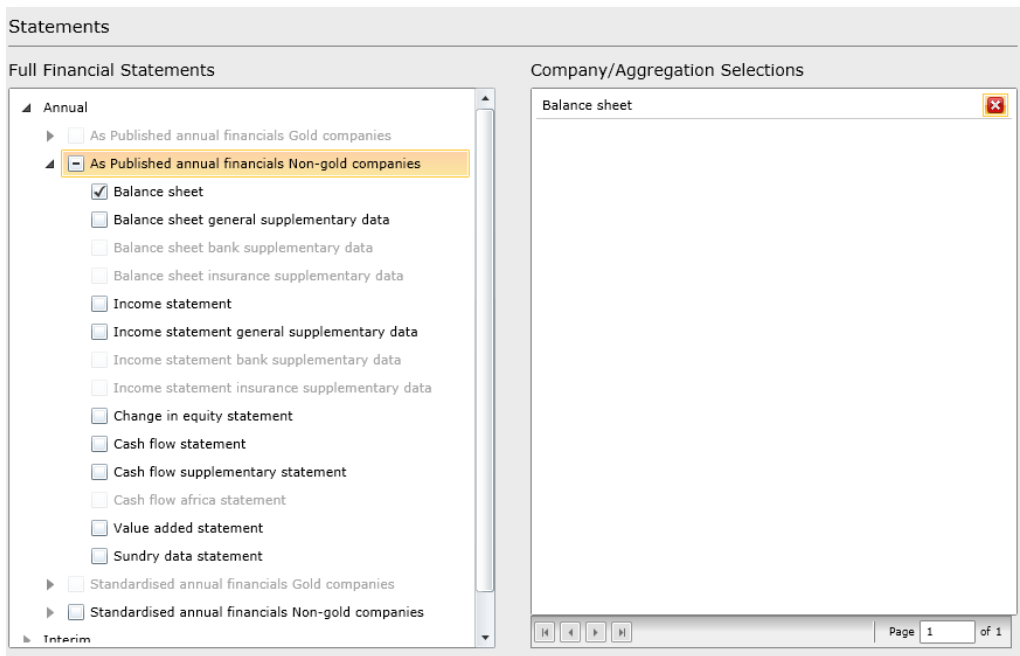 Statements
Full Financial Statements
Annual
As Published annual financials Gold companies
As Published annual financials Non-gold companies
Balance sheet
Balance sheet general supplementary data
Balance sheet bank supplementary data
Balance sheet insurance supplementary data
Income statement
Income statement general supplementary data
Income statement bank supplementary data
Income statement insurance supplementary data
Change in equity statement
Cash flow statement
Cash flow supplementary statement
Cash flow africa statement
Value added statement
Sundry data statement
Standardised annual financials Gold companies
Standardised annual financials Non-gold companies
Interim
Company/Aggregation Selections
Balance sheet
Page 1 of 1